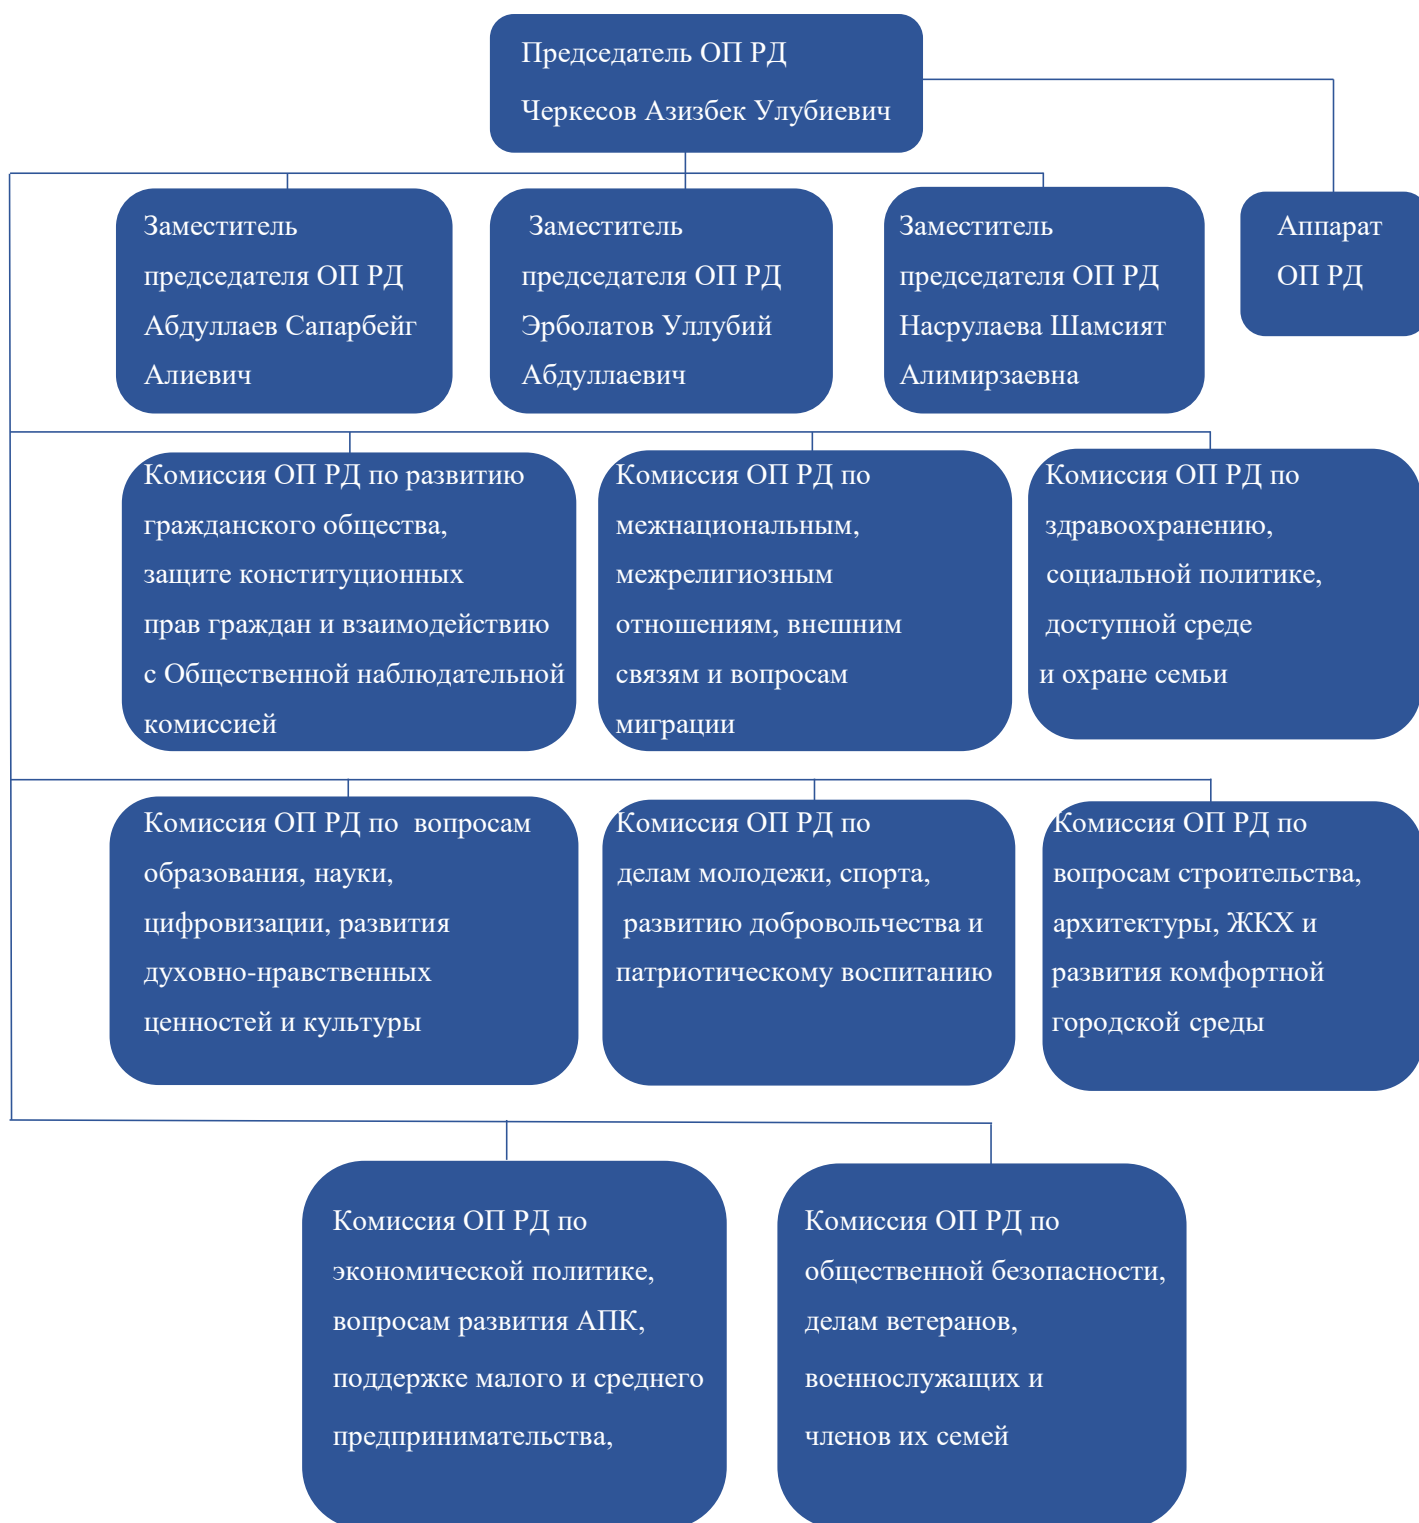 Председатель ОП РД
Черкесов Азизбек Улубиевич
Заместитель
председателя ОП РД
Абдуллаев Сапарбейг
Алиевич
Заместитель
председателя ОП РД
Эрболатов Уллубий
Абдуллаевич
Заместитель
председателя ОП РД
Насрулаева Шамсият
Алимирзаевна
Аппарат
ОП РД
Комиссия ОП РД по развитию
гражданского общества,
защите конституционных
прав граждан и взаимодействию
с Общественной наблюдательной
комиссией
Комиссия ОП РД по
межнациональным,
межрелигиозным
отношениям, внешним
связям и вопросам
миграции
Комиссия ОП РД по
здравоохранению,
социальной политике,
доступной среде
и охране семьи
Комиссия ОП РД по вопросам
образования, науки,
цифровизации, развития
духовно-нравственных
ценностей и культуры
Комиссия ОП РД по
делам молодежи, спорта,
развитию добровольчества и
патриотическому воспитанию
Комиссия ОП РД по
вопросам строительства,
архитектуры, ЖКХ и
развития комфортной
городской среды
Комиссия ОП РД по
экономической политике,
вопросам развития АПК,
поддержке малого и среднего
предпринимательства,
Комиссия ОП РД по
общественной безопасности,
делам ветеранов,
военнослужащих и
членов их семей